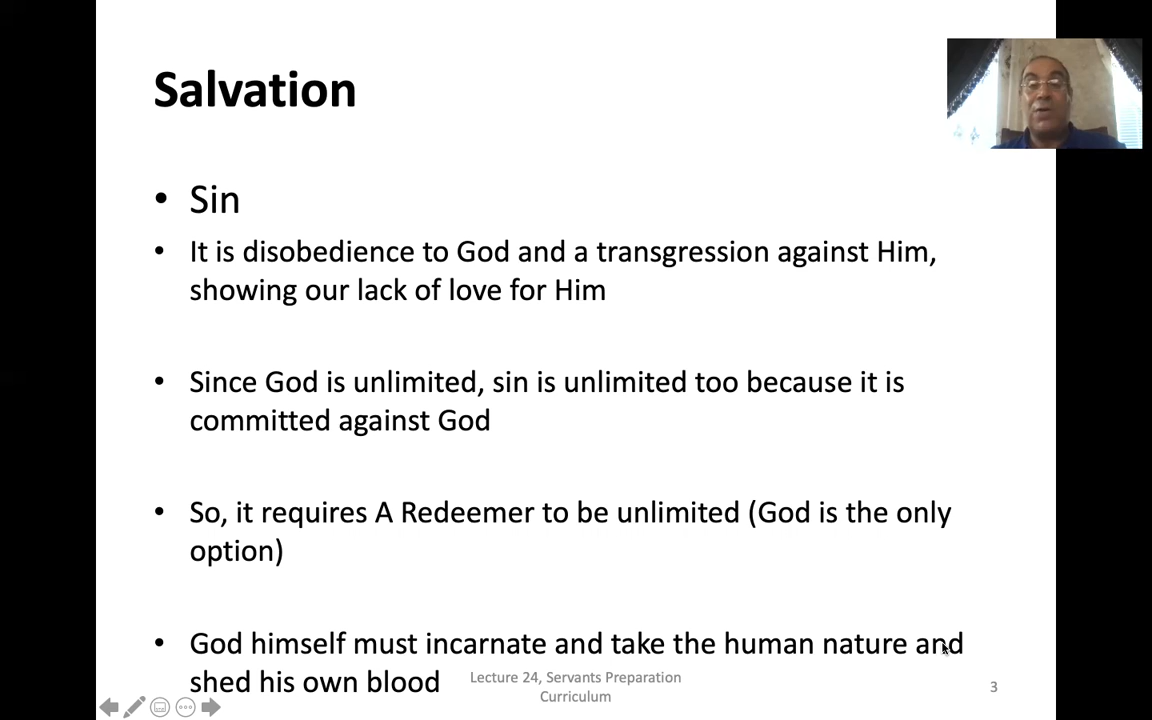 Salvation
• Sin
• It is disobedience to God and a transgression against Him,
showing our lack of love for Him
• Since God is unlimited, sin is unlimited too because it is
committed against God
• So, it requires A Redeemer to be unlimited (God is the only
option)
• God himself must incarnate and take the human nature and
shed his own blood
Lecture 24, Servants Preparation
Curriculum
3